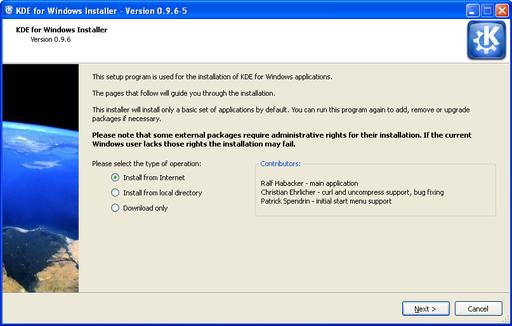 KDE for Windows Installer - Version 0.9.6-5
KDE for Windows Installer
Version 0.9.6
This setup program is used for the installation of KDE for Windows applications.
The pages that follow will guide you through the installation.
This installer will install only a basic set of applications by default. You can run this program again to add, remove or upgrade
packages if necessary.
Please note that some external packages require administrative rights for their installation. If the current
Windows user lacks those rights the installation may fail.
Please select the type of operation:
Install from Internet
Install from local directory
Download only
Contributors:
Ralf Habacker - main application
Christian Ehrlicher - curl and uncompress support, bug fixing
Patrick Spendrin - initial start menu support
Next >
Cancel